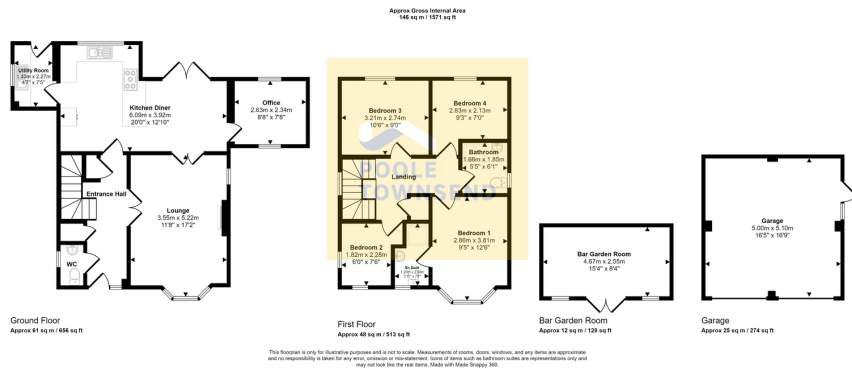 Approx Gross Internal Area
146 sq m / 1571 sq ft
Utility Room
1.40m x 2.27m
4'7" x 7'5"
Kitchen Diner
6.09m x 3.92m
20'0" x 12'10"
Office
2.63m x 2.34m
8'8" x 7'8"
Entrance Hall
Lounge
3.55m x 5.22m
11'8" x 17'2"
WC
Ground Floor
Approx 61 sq m / 656 sq ft
Bedroom 3
3.21m x 2.74m
10'6" x 9'0"
Bedroom 4
2.83m x 2.13m
9'3" x 7'0"
Bathroom
1.66m x 1.85m
5'5" x 6'1"
POOLE
TOWNSEND
Landing
Bedroom 1
2.86m x 3.81m
9'5" x 12'6"
Bedroom 2
1.82m x 2.28m
6'0" x 7'6"
En Suite
First Floor
Approx 48 sq m / 513 sq ft
Bar Garden Room
4.67m x 2.55m
15'4" x 8'4"
Bar Garden Room
Approx 12 sq m / 128 sq ft
Garage
5.00m x 5.10m
16'5" x 16'9"
Garage
Approx 25 sq m / 274 sq ft
This floorplan is only for illustrative purposes and is not to scale. Measurements of rooms, doors, windows, and any items are approximate
and no responsibility is taken for any error, omission or mis-statement. Icons of items such as bathroom suites are representations only and
may not look like the real items. Made with Made Snappy 360.